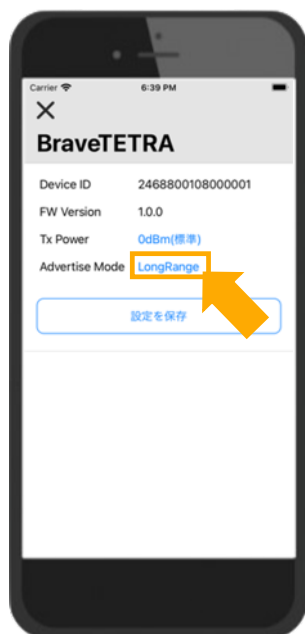 Carrier 6:39 PM
BraveTETRA
Device ID 2468800108000001
FW Version 1.0.0
Tx Power 0dBm(標準)
Advertise Mode LongRange
設定を保存